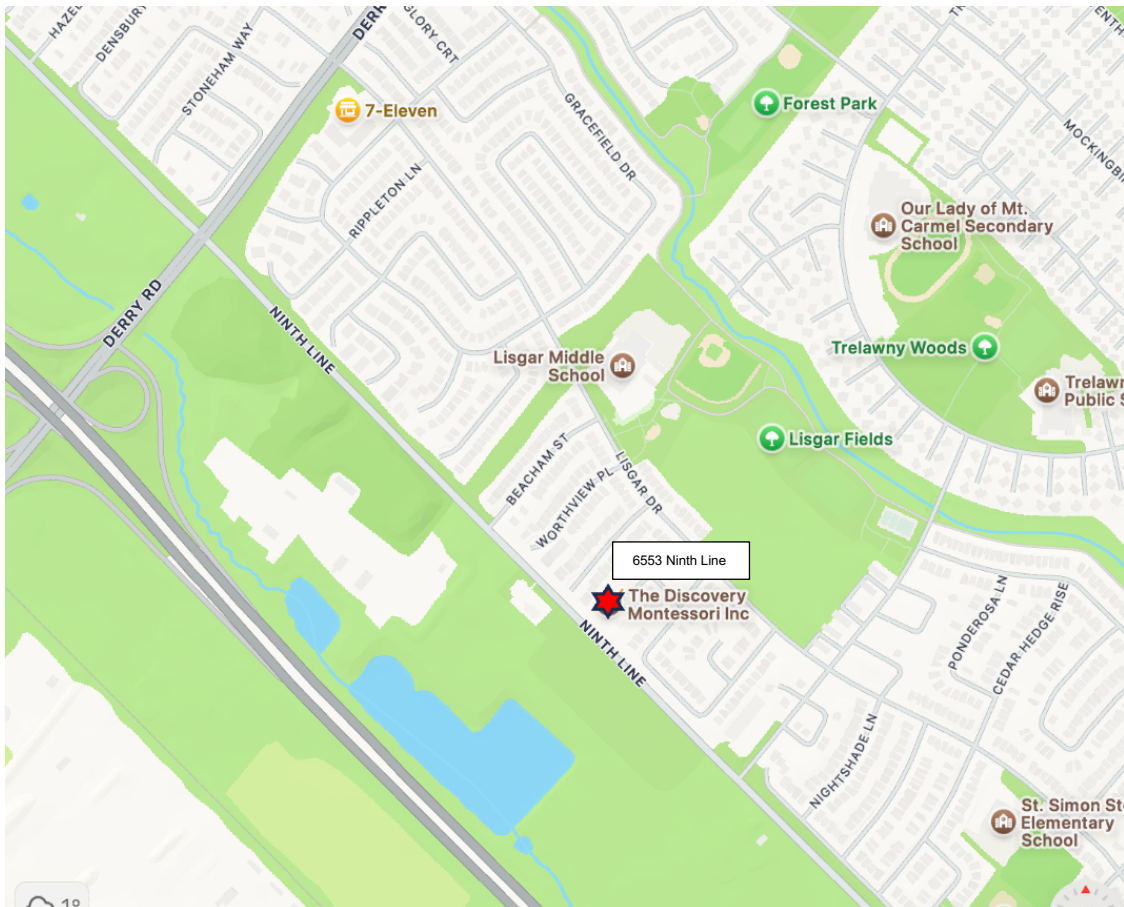 HAZEL
DENSBURY
STONEHAM WAY
DERRY
GLORY CRT
7-Eleven
GRACEFIELD DR
Forest Park
MOCKINGBI
RIPPLETON LN
Our Lady of Mt.
Carmel Secondary
School
DERRY RD
NINTH LINE
Lisgar Middle
School
Trelawny Woods
Trelawn
Public S
Lisgar Fields
BEACHAM ST
WORTHVIEW PL
LISGAR DR
6553 Ninth Line
The Discovery
Montessori Inc
NINTH LINE
PONDEROSA LN
CEDAR HEDGE RISE
NIGHTSHADE LN
St. Simon Sto
Elementary
School
1°